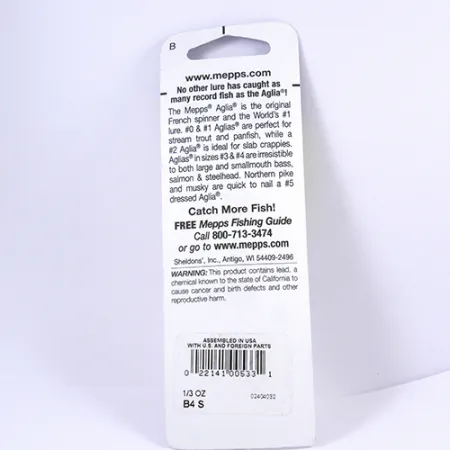 B
www.mepps.com
No other lure has caught as
many record fish as the Aglia®!
The Mepps® Aglia® is the original
French spinner and the World's #1
lure. #0 & #1 Aglias® are perfect for
stream trout and panfish, while a
#2 Aglia® is ideal for slab crappies.
Aglias® in sizes #3 & #4 are irresistible
to both large and smallmouth bass,
salmon & steelhead. Northern pike
and musky are quick to nail a #5
dressed Aglia®.
Catch More Fish!
FREE Mepps Fishing Guide
Call 800-713-3474
or go to www.mepps.com
Sheldons', Inc., Antigo, WI 54409-2496
WARNING: This product contains lead, a
chemical known to the state of California to
cause cancer and birth defects and other
reproductive harm.
ASSEMBLED IN USA
WITH U.S. AND FOREIGN PARTS
0 22141 00533 1
1/3 OZ
B4 S